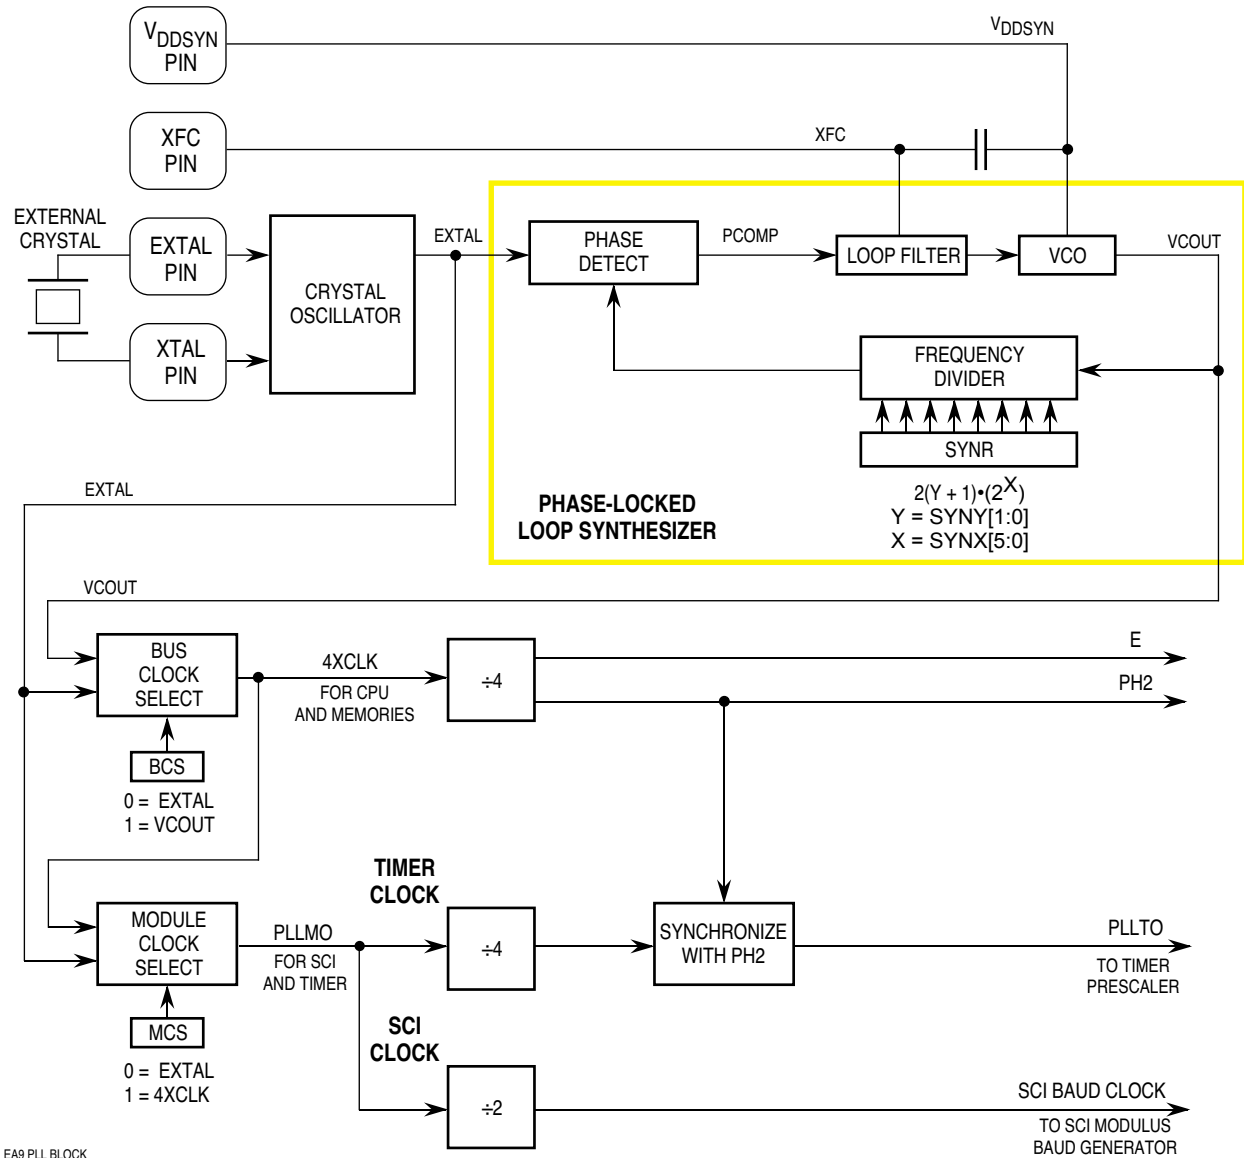 VDDSYN
PIN
VDDSYN
XFC
PIN
XFC
EXTERNAL
CRYSTAL
EXTAL
PIN
XTAL
PIN
CRYSTAL
OSCILLATOR
EXTAL
PHASE
DETECT
PCOMP
LOOP FILTER
VCO
VCOUT
FREQUENCY
DIVIDER
SYNR
2(Y + 1)•(2^X)
Y = SYNY[1:0]
X = SYNX[5:0]
PHASE-LOCKED
LOOP SYNTHESIZER
EXTAL
VCOUT
BUS
CLOCK
SELECT
4XCLK
FOR CPU
AND MEMORIES
÷4
E
PH2
BCS
0 = EXTAL
1 = VCOUT
MODULE
CLOCK
SELECT
PLLMO
FOR SCI
AND TIMER
TIMER
CLOCK
÷4
SYNCHRONIZE
WITH PH2
PLLTO
TO TIMER
PRESCALER
MCS
0 = EXTAL
1 = 4XCLK
SCI
CLOCK
÷2
SCI BAUD CLOCK
TO SCI MODULUS
BAUD GENERATOR
EA9 PLL BLOCK